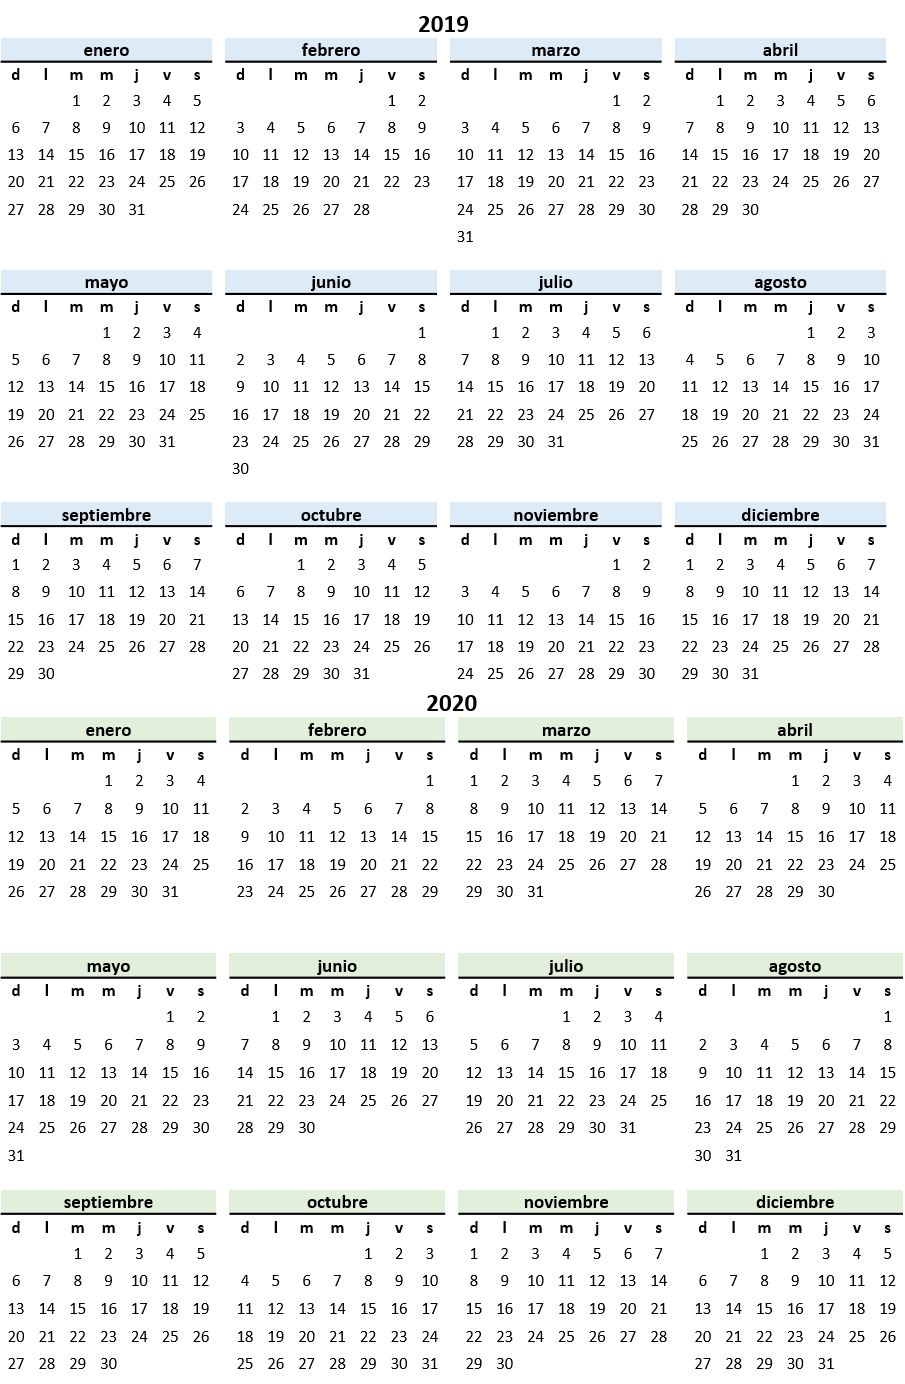 2019
enero febrero marzo abril
d l m m j v s d l m m j v s d l m m j v s d l m m j v s
1 2 3 4 5 1 2 1 2 1 2 3 4 5 6
6 7 8 9 10 11 12 3 4 5 6 7 8 9 3 4 5 6 7 8 9 7 8 9 10 11 12 13
13 14 15 16 17 18 19 10 11 12 13 14 15 16 10 11 12 13 14 15 16 14 15 16 17 18 19 20
20 21 22 23 24 25 26 17 18 19 20 21 22 23 17 18 19 20 21 22 23 21 22 23 24 25 26 27
27 28 29 30 31 24 25 26 27 28 24 25 26 27 28 29 30 28 29 30
31
mayo junio julio agosto
d l m m j v s d l m m j v s d l m m j v s d l m m j v s
1 2 3 4 1 1 2 3 4 5 6 1 2 3
5 6 7 8 9 10 11 2 3 4 5 6 7 8 7 8 9 10 11 12 13 4 5 6 7 8 9 10
12 13 14 15 16 17 18 9 10 11 12 13 14 15 14 15 16 17 18 19 20 11 12 13 14 15 16 17
19 20 21 22 23 24 25 16 17 18 19 20 21 22 21 22 23 24 25 26 27 18 19 20 21 22 23 24
26 27 28 29 30 31 23 24 25 26 27 28 29 28 29 30 31 25 26 27 28 29 30 31
30
septiembre octubre noviembre diciembre
d l m m j v s d l m m j v s d l m m j v s d l m m j v s
1 2 3 4 5 6 7 1 2 3 4 5 1 2 1 2 3 4 5 6 7
8 9 10 11 12 13 14 6 7 8 9 10 11 12 3 4 5 6 7 8 9 8 9 10 11 12 13 14
15 16 17 18 19 20 21 13 14 15 16 17 18 19 10 11 12 13 14 15 16 15 16 17 18 19 20 21
22 23 24 25 26 27 28 20 21 22 23 24 25 26 17 18 19 20 21 22 23 22 23 24 25 26 27 28
29 30 27 28 29 30 31 24 25 26 27 28 29 30 29 30 31
2020
enero febrero marzo abril
d l m m j v s d l m m j v s d l m m j v s d l m m j v s
1 2 3 4 1 1 2 3 4 5 6 7 1 2 3 4
5 6 7 8 9 10 11 2 3 4 5 6 7 8 8 9 10 11 12 13 14 5 6 7 8 9 10 11
12 13 14 15 16 17 18 9 10 11 12 13 14 15 15 16 17 18 19 20 21 12 13 14 15 16 17 18
19 20 21 22 23 24 25 16 17 18 19 20 21 22 22 23 24 25 26 27 28 19 20 21 22 23 24 25
26 27 28 29 30 31 23 24 25 26 27 28 29 29 30 31 26 27 28 29 30
mayo junio julio agosto
d l m m j v s d l m m j v s d l m m j v s d l m m j v s
1 2 1 2 3 4 5 6 1 2 3 4 1
3 4 5 6 7 8 9 7 8 9 10 11 12 13 5 6 7 8 9 10 11 2 3 4 5 6 7 8
10 11 12 13 14 15 16 14 15 16 17 18 19 20 12 13 14 15 16 17 18 9 10 11 12 13 14 15
17 18 19 20 21 22 23 21 22 23 24 25 26 27 19 20 21 22 23 24 25 16 17 18 19 20 21 22
24 25 26 27 28 29 30 28 29 30 26 27 28 29 30 31 23 24 25 26 27 28 29
31 30 31
septiembre octubre noviembre diciembre
d l m m j v s d l m m j v s d l m m j v s d l m m j v s
1 2 3 4 5 1 2 3 1 2 3 4 5 6 7 1 2 3 4 5
6 7 8 9 10 11 12 4 5 6 7 8 9 10 8 9 10 11 12 13 14 6 7 8 9 10 11 12
13 14 15 16 17 18 19 11 12 13 14 15 16 17 15 16 17 18 19 20 21 13 14 15 16 17 18 19
20 21 22 23 24 25 26 18 19 20 21 22 23 24 22 23 24 25 26 27 28 20 21 22 23 24 25 26
27 28 29 30 25 26 27 28 29 30 31 29 30 27 28 29 30 31